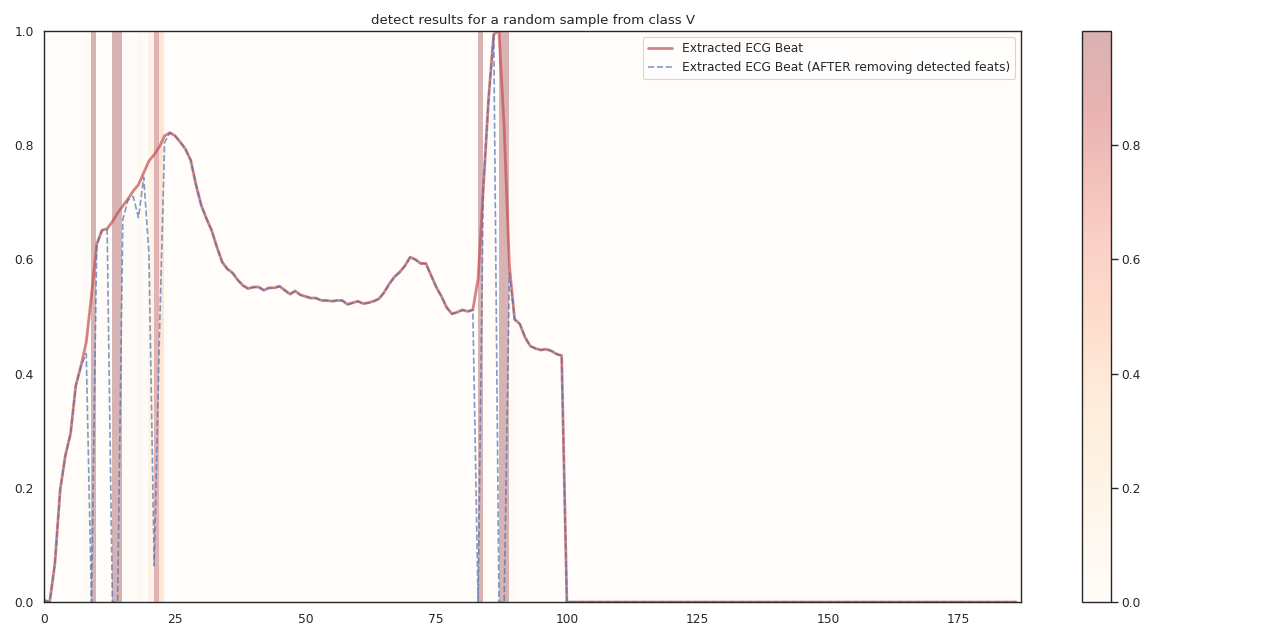 detect results for a random sample from class V
Extracted ECG Beat
Extracted ECG Beat (AFTER removing detected feats)
1.0
0.8
0.6
0.4
0.2
0.0
0 25 50 75 100 125 150 175
0.8
0.6
0.4
0.2
0.0